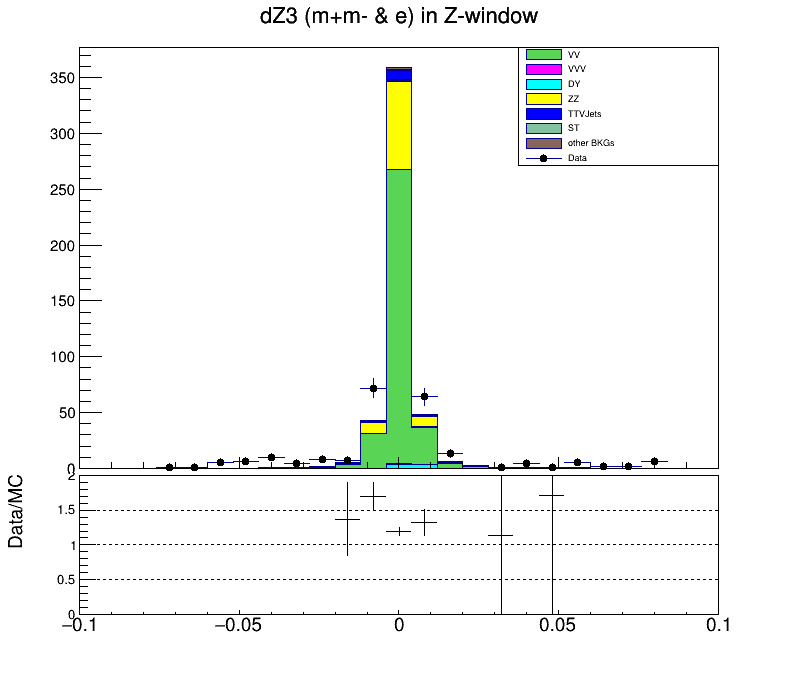 dZ3 (m+m- & e) in Z-window
VV
VVV
DY
ZZ
TTVJets
ST
other BKGs
Data
350
300
250
200
150
100
50
0
Data/MC
2
1.5
1
0.5
0
−0.1 −0.05 0 0.05 0.1